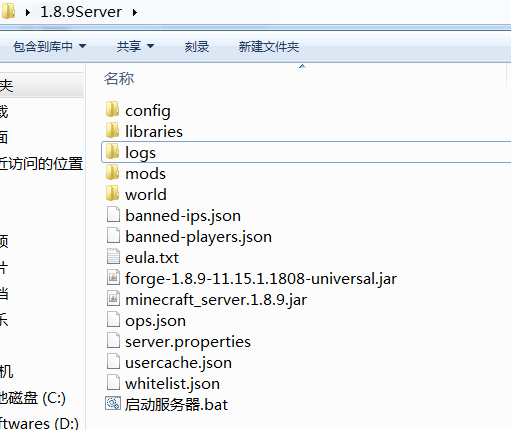 1.8.9Server
包含到库中 共享 刻录 新建文件夹
名称
夹
载
面
近访问的位置
频
片
档
乐
机
他磁盘 (C:)
oftwares (D:)
config
libraries
logs
mods
world
banned-ips.json
banned-players.json
eula.txt
forge-1.8.9-11.15.1.1808-universal.jar
minecraft_server.1.8.9.jar
ops.json
server.properties
usercache.json
whitelist.json
启动服务器.bat